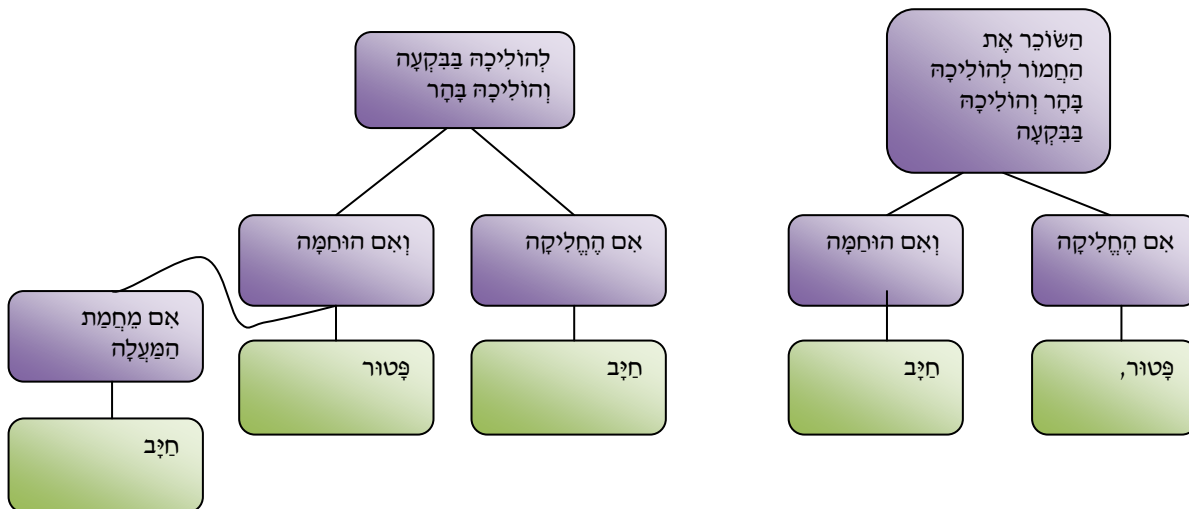 הַשּׂוֹכֵר אֶת
הַחֲמוֹר לְהוֹלִיכָהּ
בָּהָר וְהוֹלִיכָהּ
בַּבִּקְעָה
אִם הֶחֱלִיקָה
פָּטוּר,
וְאִם הוּחַמָּה
חַיָּב
לְהוֹלִיכָהּ בַּבִּקְעָה
וְהוֹלִיכָהּ בָּהָר
אִם הֶחֱלִיקָה
חַיָּב
וְאִם הוּחַמָּה
פָּטוּר
אִם מֵחֲמַת
הַמַּעֲלָה
חַיָּב